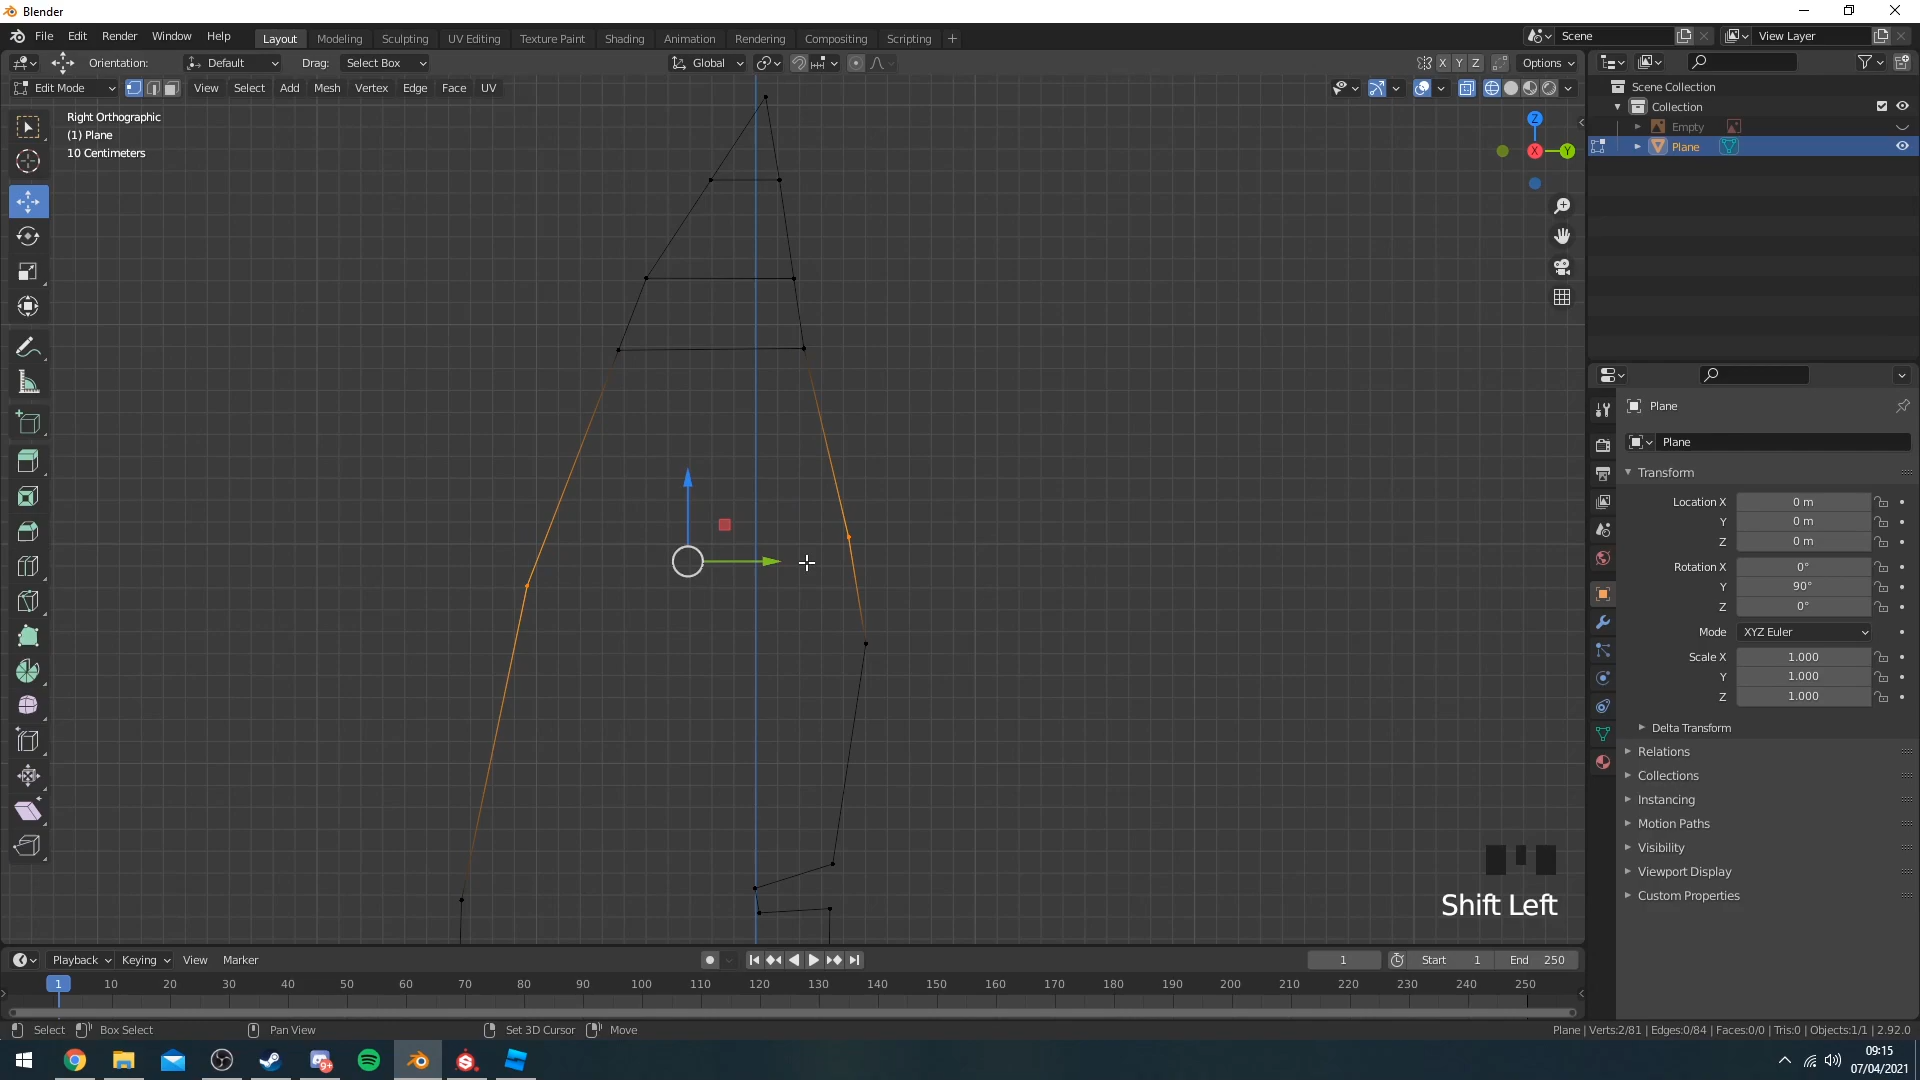 Blender
File Edit Render Window Help
Layout Modeling Sculpting UV Editing Texture Paint Shading Animation Rendering Compositing Scripting +
Scene
View Layer
Orientation: Default Drag: Select Box
Global
X Y Z Options
Edit Mode View Select Add Mesh Vertex Edge Face UV
Right Orthographic
(1) Plane
10 Centimeters
Z
X
Y
Scene Collection
Collection
Empty
Plane
Plane
Plane
Transform
Location X 0 m
Y 0 m
Z 0 m
Rotation X 0°
Y 90°
Z 0°
Mode XYZ Euler
Scale X 1.000
Y 1.000
Z 1.000
Delta Transform
Relations
Collections
Instancing
Motion Paths
Visibility
Viewport Display
Custom Properties
Shift Left
Playback Keying View Marker
1 Start 1 End 250
1 10 20 30 40 50 60 70 80 90 100 110 120 130 140 150 160 170 180 190 200 210 220 230 240 250
Select Box Select Pan View Set 3D Cursor Move
Plane | Verts:2/81 | Edges:0/84 | Faces:0/0 | Tris:0 | Objects:1/1 | 2.92.0
9+
09:15
07/04/2021